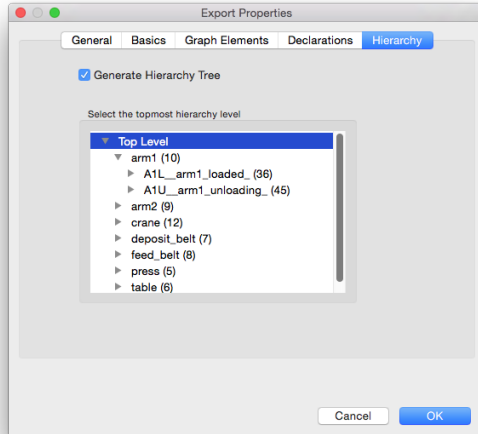 Export Properties
General Basics Graph Elements Declarations Hierarchy
Generate Hierarchy Tree
Select the topmost hierarchy level
Top Level
arm1 (10)
A1L__arm1_loaded_ (36)
A1U__arm1_unloading_ (45)
arm2 (9)
crane (12)
deposit_belt (7)
feed_belt (8)
press (5)
table (6)
Cancel OK